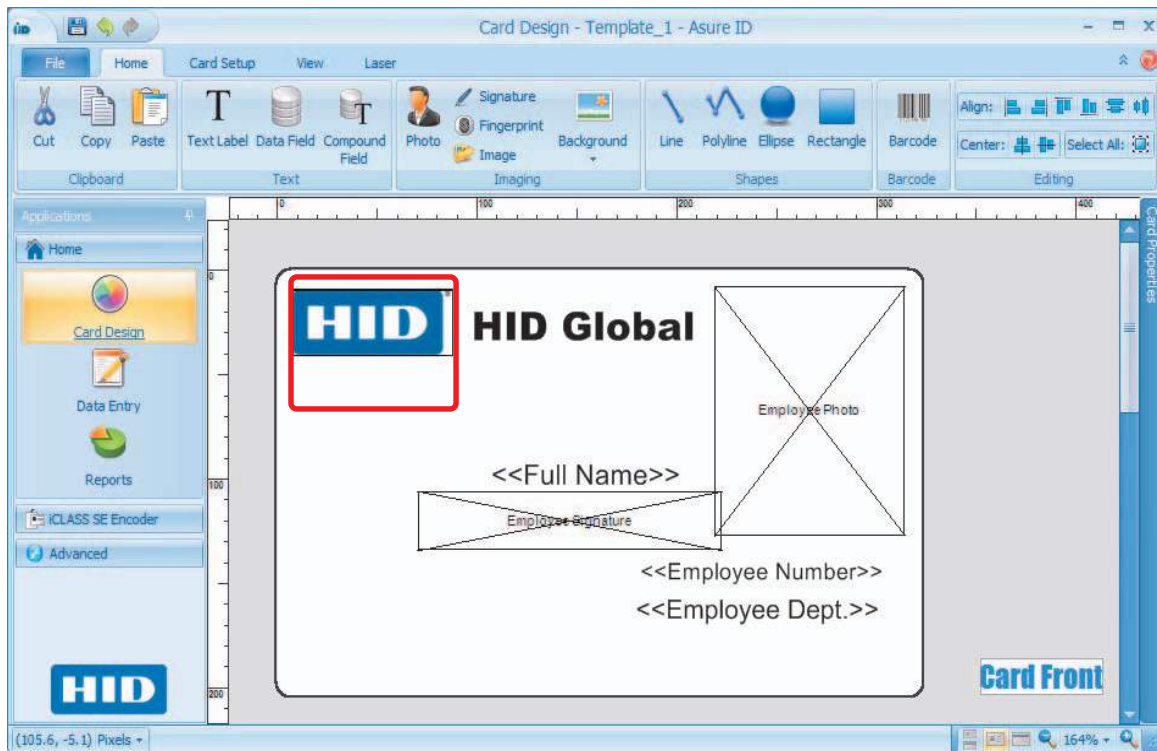 iD
Card Design - Template_1 - Asure ID
File Home Card Setup View Laser
Cut Copy Paste
Clipboard
Text Label Data Field Compound Field
Text
Photo
Signature
Fingerprint
Image
Background
Imaging
Line Polyline Ellipse Rectangle
Shapes
Barcode
Barcode
Align:
Center: Select All:
Editing
Applications
Home
Card Design
Data Entry
Reports
iCLASS SE Encoder
Advanced
HID
0 100 200 300 400
0
100
200
HID HID Global
Employee Photo
<<Full Name>>
Employee Signature
<<Employee Number>>
<<Employee Dept.>>
Card Front
Card Properties
(105.6, -5.1) Pixels
164%